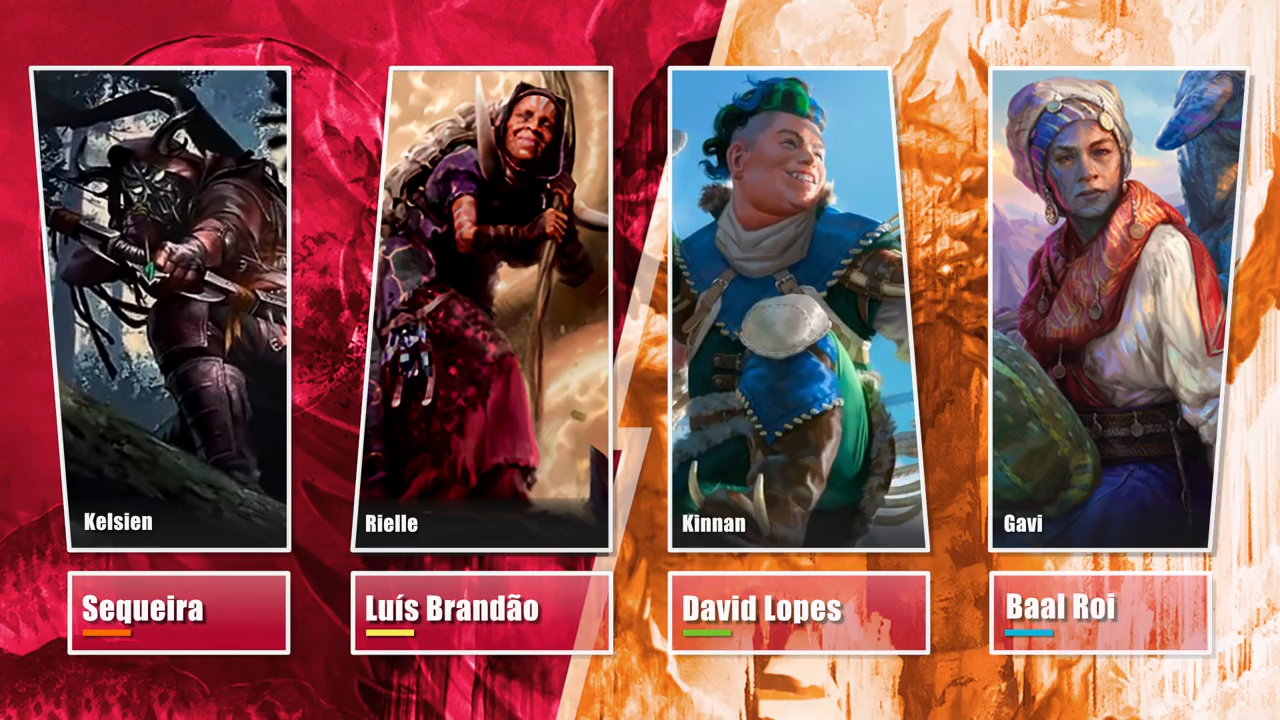 Kelsien
Rielle
Kinnan
Gavi
Sequeira
Luís Brandão
David Lopes
Baal Roi